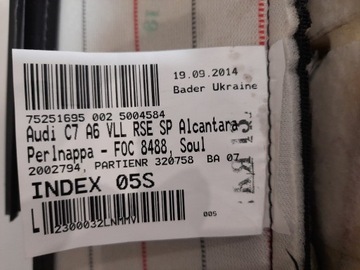 19.09.2014
Bader Ukraine
75251695 002 5004584
Audi C7 A6 VLL RSE SP Alcantara
Perlnappa - FOC 8488, Soul
2002794, PARTIENR 320758 BA 07
INDEX 05S
L
2300032LNHMV
005